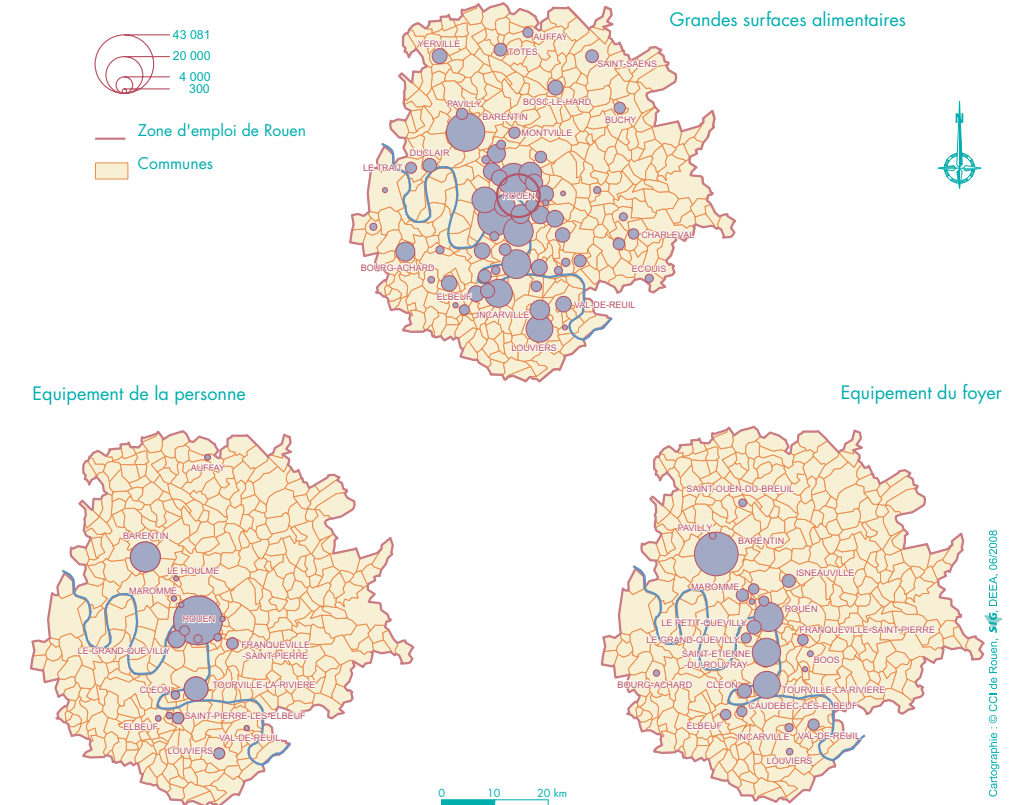 Grandes surfaces alimentaires
43 081
20 000
4 000
300
Zone d'emploi de Rouen
Communes
N
YERVILLE
AUFFAY
TOTES
SAINT-SAENS
BOSC-LE-HARD
BUCHY
PAVILLY
BARENTIN
MONTVILLE
DUCLAIR
LE TRAIT
ROUEN
CHARLEVAL
BOURG-ACHARD
ECOUIS
ELBEUF
INCARVILLE
VAL-DE-REUIL
LOUVIERS
Equipement de la personne
AUFFAY
BARENTIN
LE HOULME
MAROMME
ROUEN
LE-GRAND-QUEVILLY
FRANQUEVILLE
-SAINT-PIERRE
CLEON
TOURVILLE-LA-RIVIERE
SAINT-PIERRE-LES-ELBEUF
ELBEUF
VAL-DE-REUIL
LOUVIERS
Equipement du foyer
SAINT-OUEN-DU-BREUIL
PAVILLY
BARENTIN
ISNEAUVILLE
MAROMME
ROUEN
LE PETIT-QUEVILLY
FRANQUEVILLE-SAINT-PIERRE
LE-GRAND-QUEVILLY
SAINT-ETIENNE
-DU-ROUVRAY
BOOS
BOURG-ACHARD
CLEON
TOURVILLE-LA-RIVIERE
CAUDEBEC-LES-ELBEUF
ELBEUF
INCARVILLE
VAL-DE-REUIL
LOUVIERS
0 10 20 km
Cartographie : © CCI de Rouen, SIG, DEEA, 06/2008